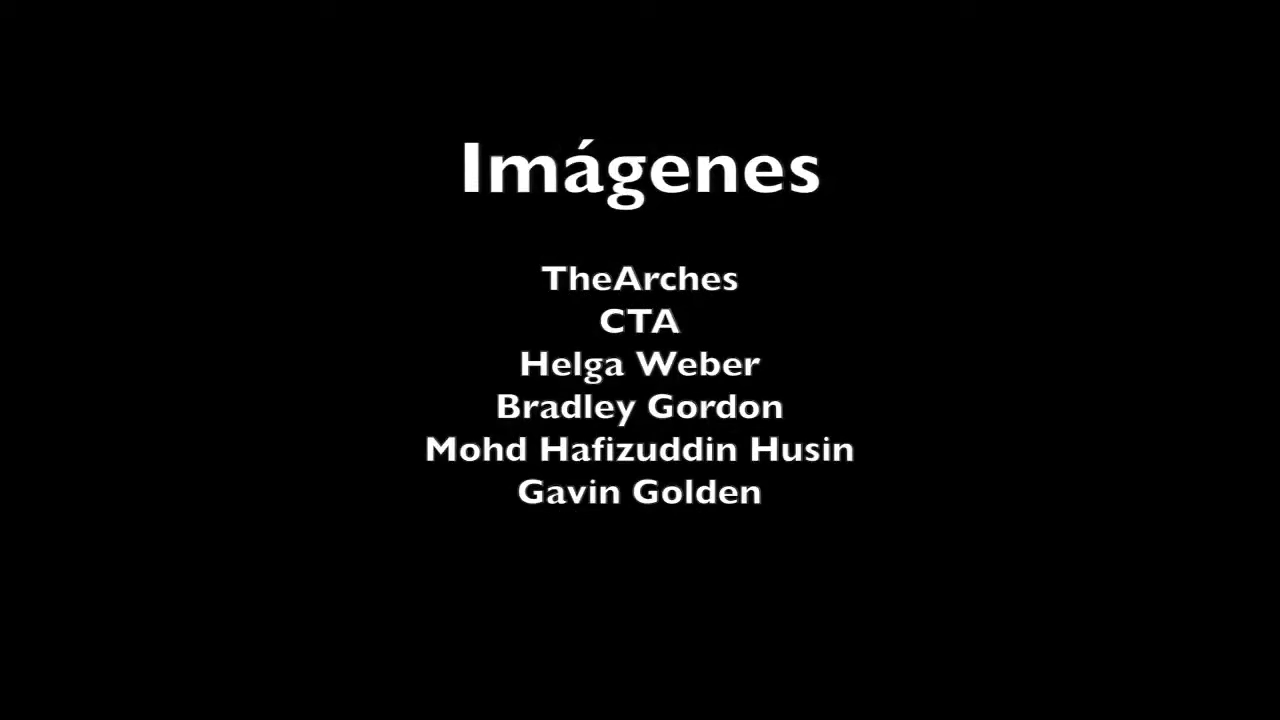 Imágenes
TheArches
CTA
Helga Weber
Bradley Gordon
Mohd Hafizuddin Husin
Gavin Golden